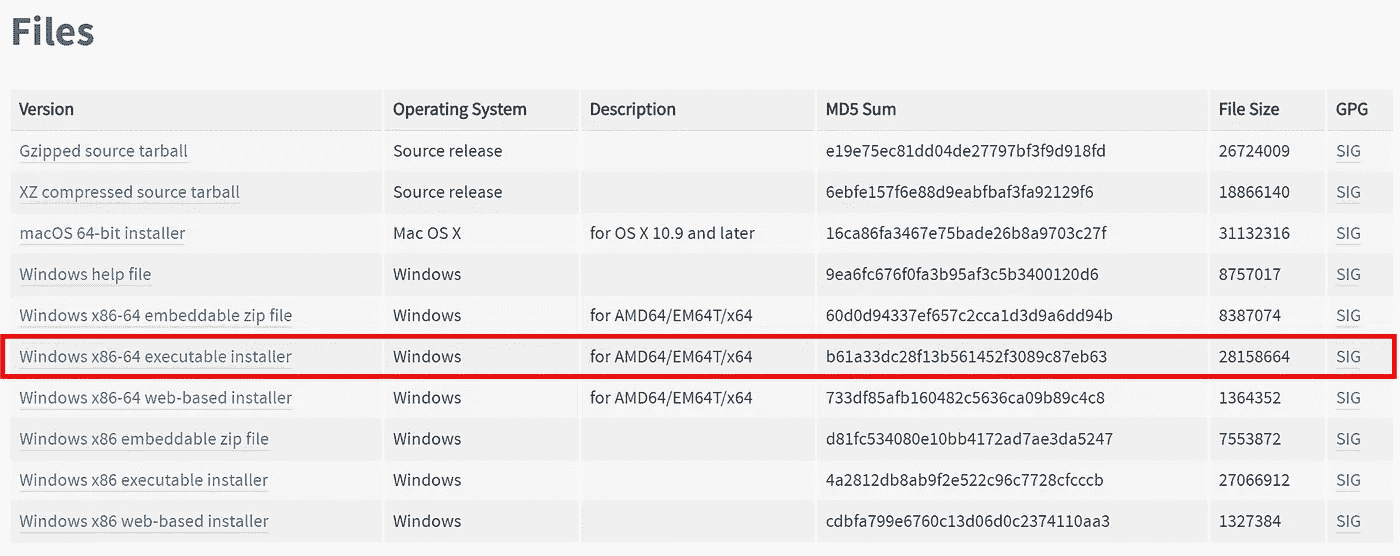 Files
Version Operating System Description MD5 Sum File Size GPG
Gzipped source tarball Source release e19e75ec81dd04de27797bf3f9d918fd 26724009 SIG
XZ compressed source tarball Source release 6ebfe157f6e88d9eabfbaf3fa92129f6 18866140 SIG
macOS 64-bit installer Mac OS X for OS X 10.9 and later 16ca86fa3467e75bade26b8a9703c27f 31132316 SIG
Windows help file Windows 9ea6fc676f0fa3b95af3c5b3400120d6 8757017 SIG
Windows x86-64 embeddable zip file Windows for AMD64/EM64T/x64 60d0d94337ef657c2cca1d3d9a6dd94b 8387074 SIG
Windows x86-64 executable installer Windows for AMD64/EM64T/x64 b61a33dc28f13b561452f3089c87eb63 28158664 SIG
Windows x86-64 web-based installer Windows for AMD64/EM64T/x64 733df85afb160482c5636ca09b89c4c8 1364352 SIG
Windows x86 embeddable zip file Windows d81fc534080e10bb4172ad7ae3da5247 7553872 SIG
Windows x86 executable installer Windows 4a2812db8ab9f2e522c96c7728cfcccb 27066912 SIG
Windows x86 web-based installer Windows cdbfa799e6760c13d06d0c2374110aa3 1327384 SIG